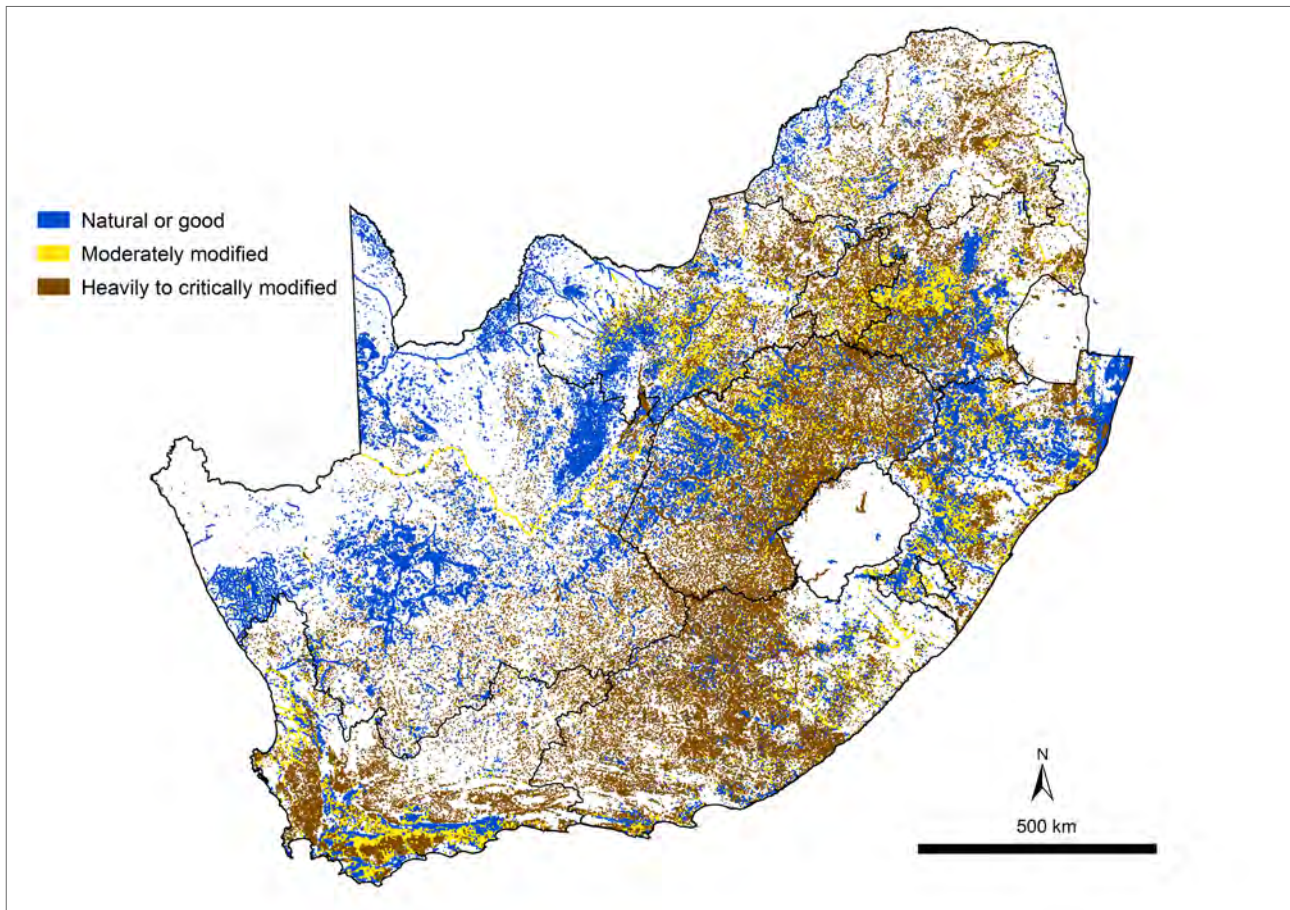 Natural or good
Moderately modified
Heavily to critically modified
N
500 km